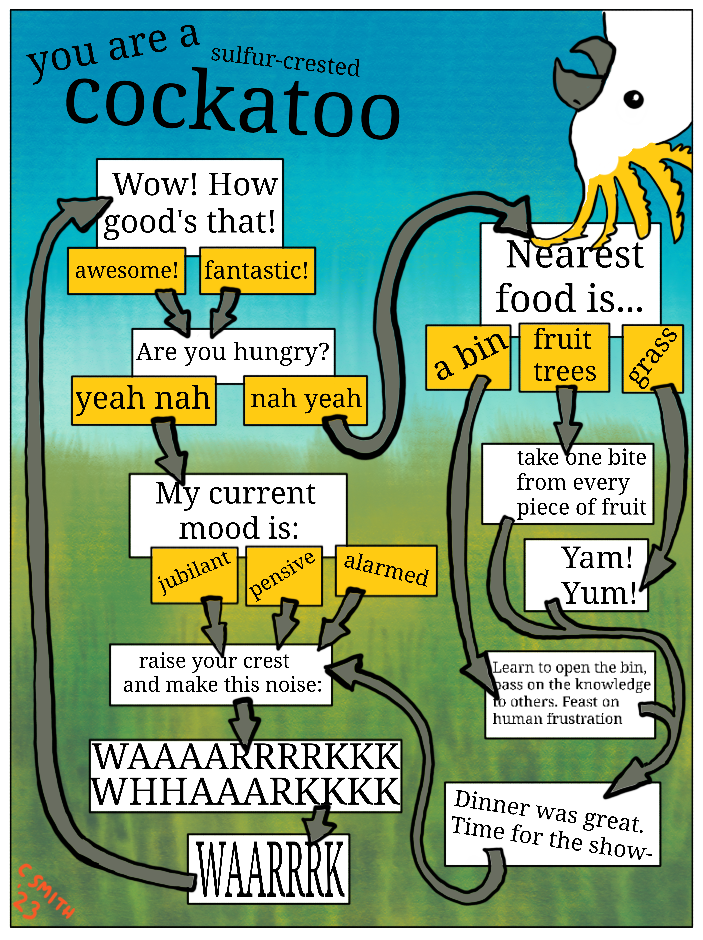 you are a
sulfur-crested
cockatoo
Wow! How
good's that!
awesome!
fantastic!
Are you hungry?
yeah nah
nah yeah
My current
mood is:
jubilant
pensive
alarmed
raise your crest
and make this noise:
WAAAARRRRKKK
WHHAAARKKKK
WAARRRK
Nearest
food is...
a bin
fruit
trees
grass
take one bite
from every
piece of fruit
Yam!
Yum!
Learn to open the bin,
pass on the knowledge
to others. Feast on
human frustration
Dinner was great.
Time for the show-
C SMITH
'23